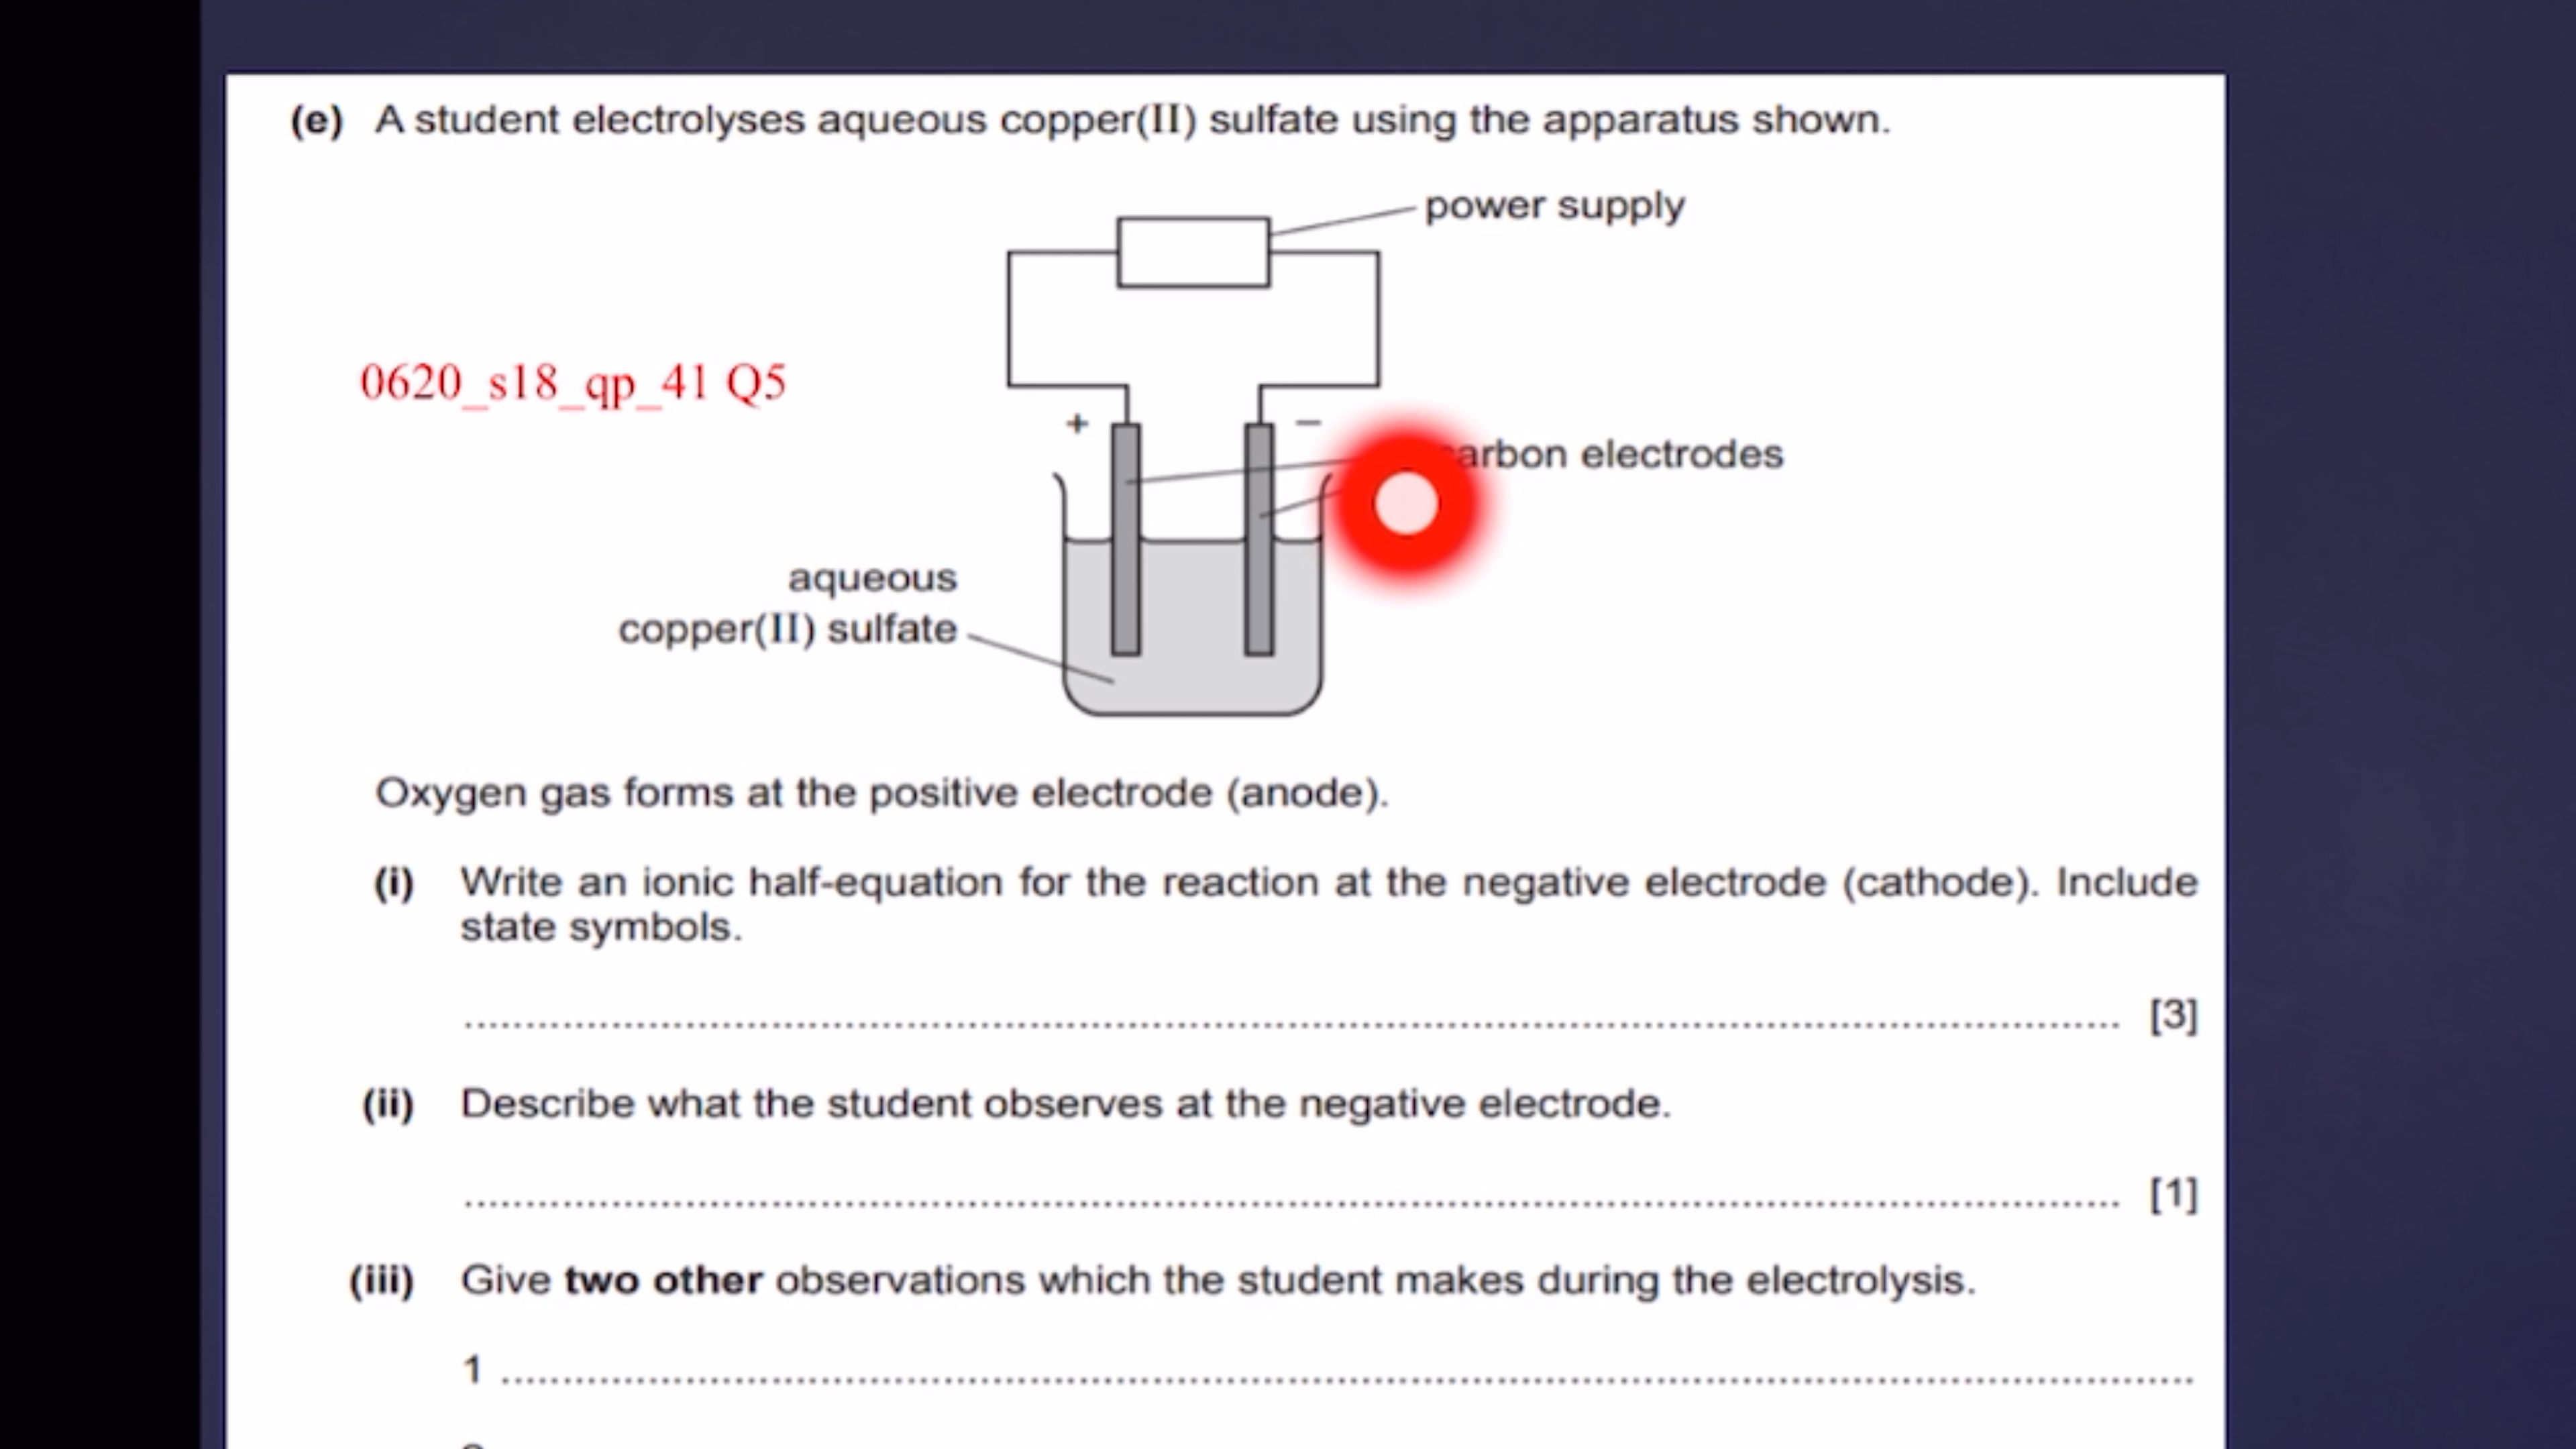 (e) A student electrolyses aqueous copper(II) sulfate using the apparatus shown.
power supply
0620_s18_qp_41 Q5
+
–
arbon electrodes
aqueous
copper(II) sulfate
Oxygen gas forms at the positive electrode (anode).
(i) Write an ionic half-equation for the reaction at the negative electrode (cathode). Include
state symbols.
[3]
(ii) Describe what the student observes at the negative electrode.
[1]
(iii) Give two other observations which the student makes during the electrolysis.
1